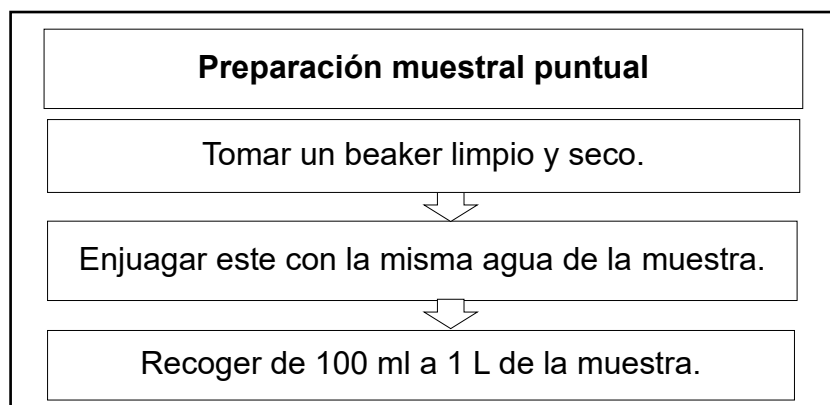 Preparación muestral puntual
Tomar un beaker limpio y seco.
Enjuagar este con la misma agua de la muestra.
Recoger de 100 ml a 1 L de la muestra.